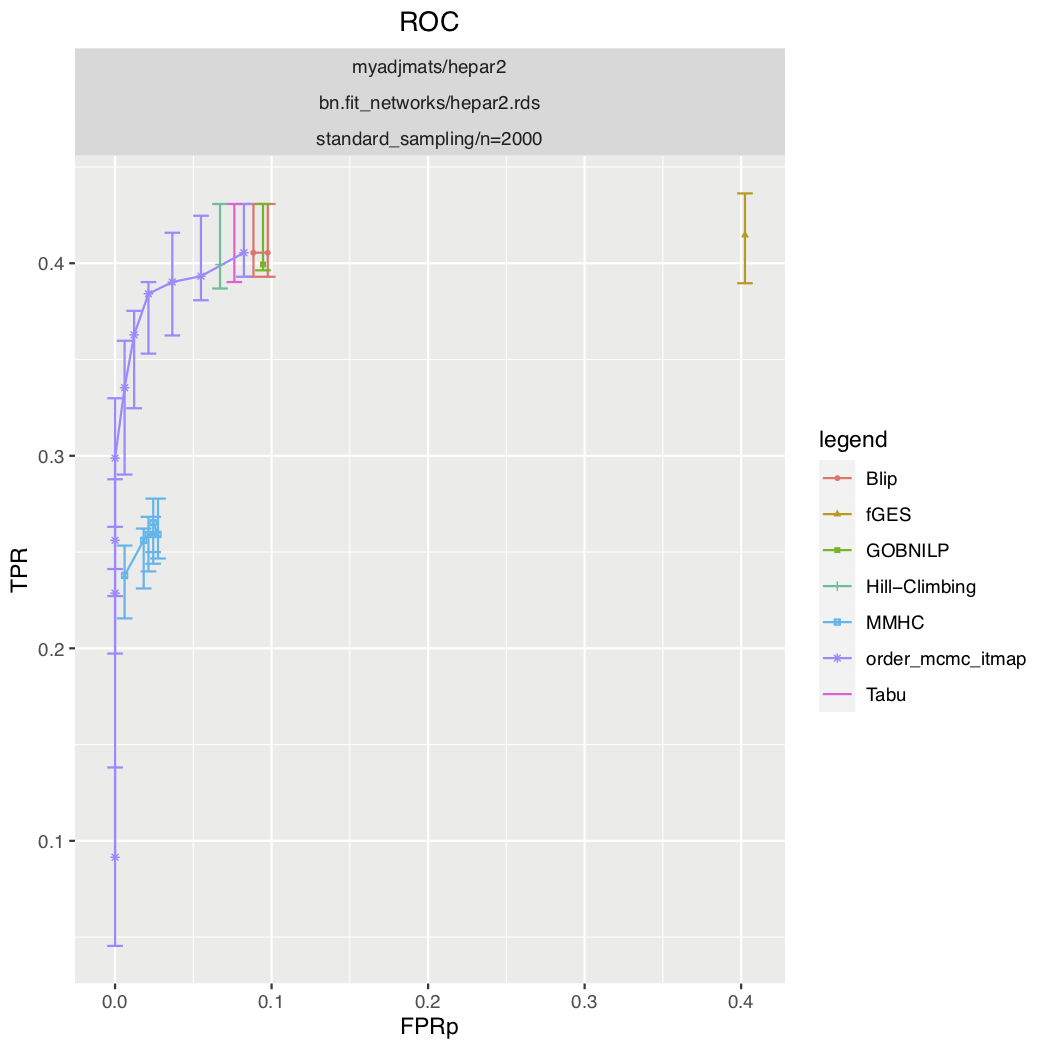 ROC
myadjmats/hepar2
bn.fit_networks/hepar2.rds
standard_sampling/n=2000
TPR
0.4
0.3
0.2
0.1
0.0
0.1
0.2
0.3
0.4
FPRp
legend
Blip
fGES
GOBNILP
Hill−Climbing
MMHC
order_mcmc_itmap
Tabu